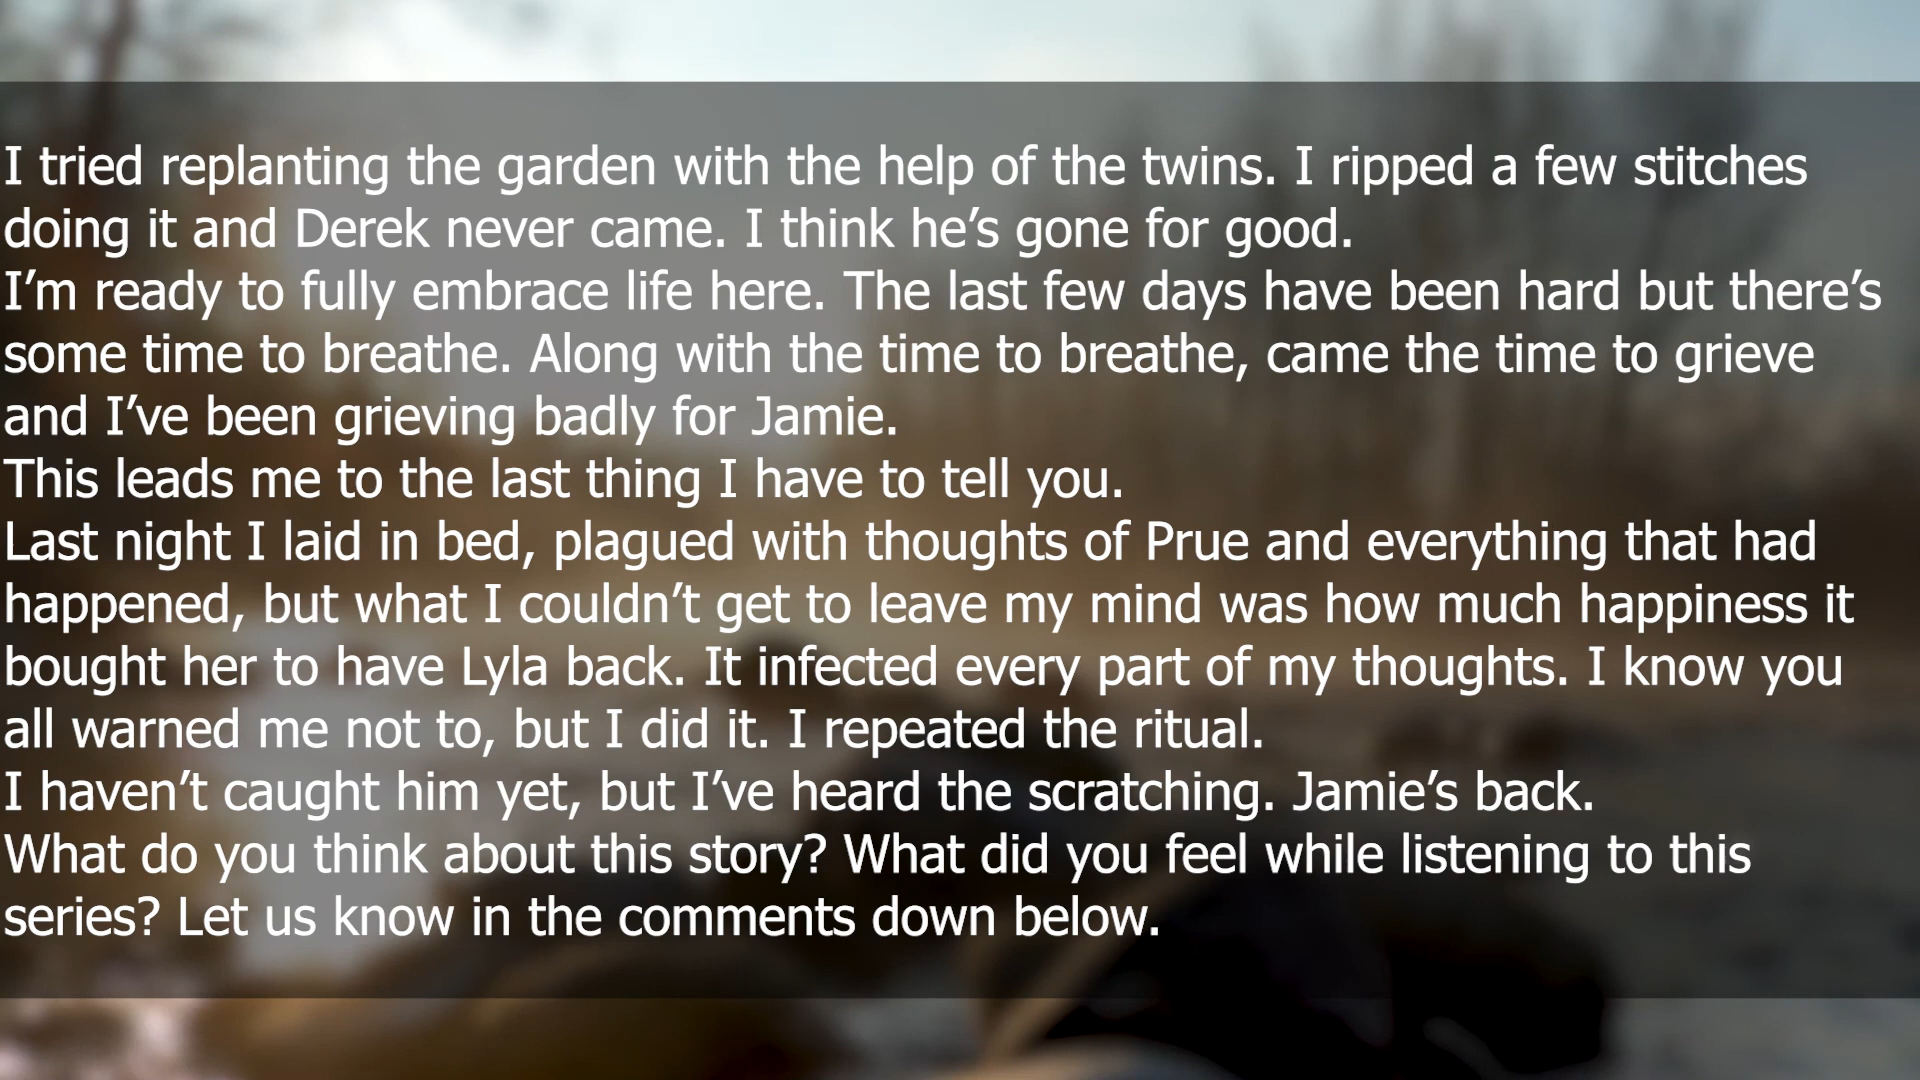 I tried replanting the garden with the help of the twins. I ripped a few stitches
doing it and Derek never came. I think he’s gone for good.
I’m ready to fully embrace life here. The last few days have been hard but there’s
some time to breathe. Along with the time to breathe, came the time to grieve
and I’ve been grieving badly for Jamie.
This leads me to the last thing I have to tell you.
Last night I laid in bed, plagued with thoughts of Prue and everything that had
happened, but what I couldn’t get to leave my mind was how much happiness it
bought her to have Lyla back. It infected every part of my thoughts. I know you
all warned me not to, but I did it. I repeated the ritual.
I haven’t caught him yet, but I’ve heard the scratching. Jamie’s back.
What do you think about this story? What did you feel while listening to this
series? Let us know in the comments down below.